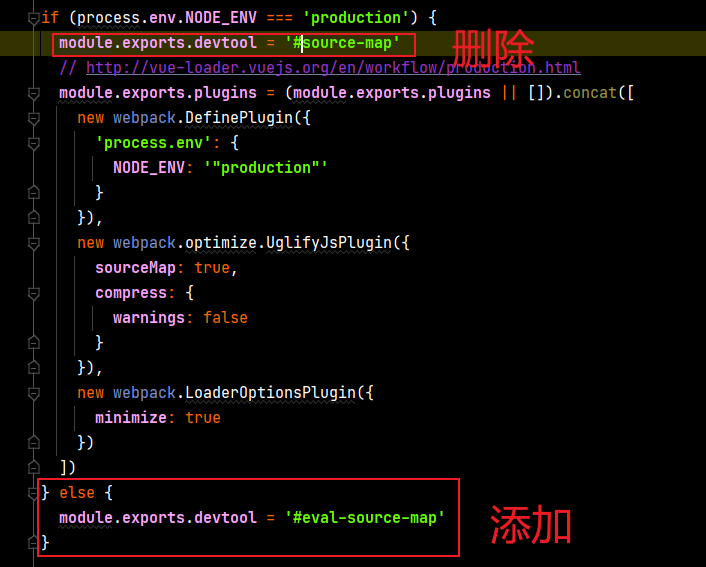 if (process.env.NODE_ENV === 'production') {
module.exports.devtool = '#source-map'
删除
// http://vue-loader.vuejs.org/en/workflow/production.html
module.exports.plugins = (module.exports.plugins || []).concat([
new webpack.DefinePlugin({
'process.env': {
NODE_ENV: '"production"'
}
}),
new webpack.optimize.UglifyJsPlugin({
sourceMap: true,
compress: {
warnings: false
}
}),
new webpack.LoaderOptionsPlugin({
minimize: true
})
])
} else {
module.exports.devtool = '#eval-source-map'
添加
}